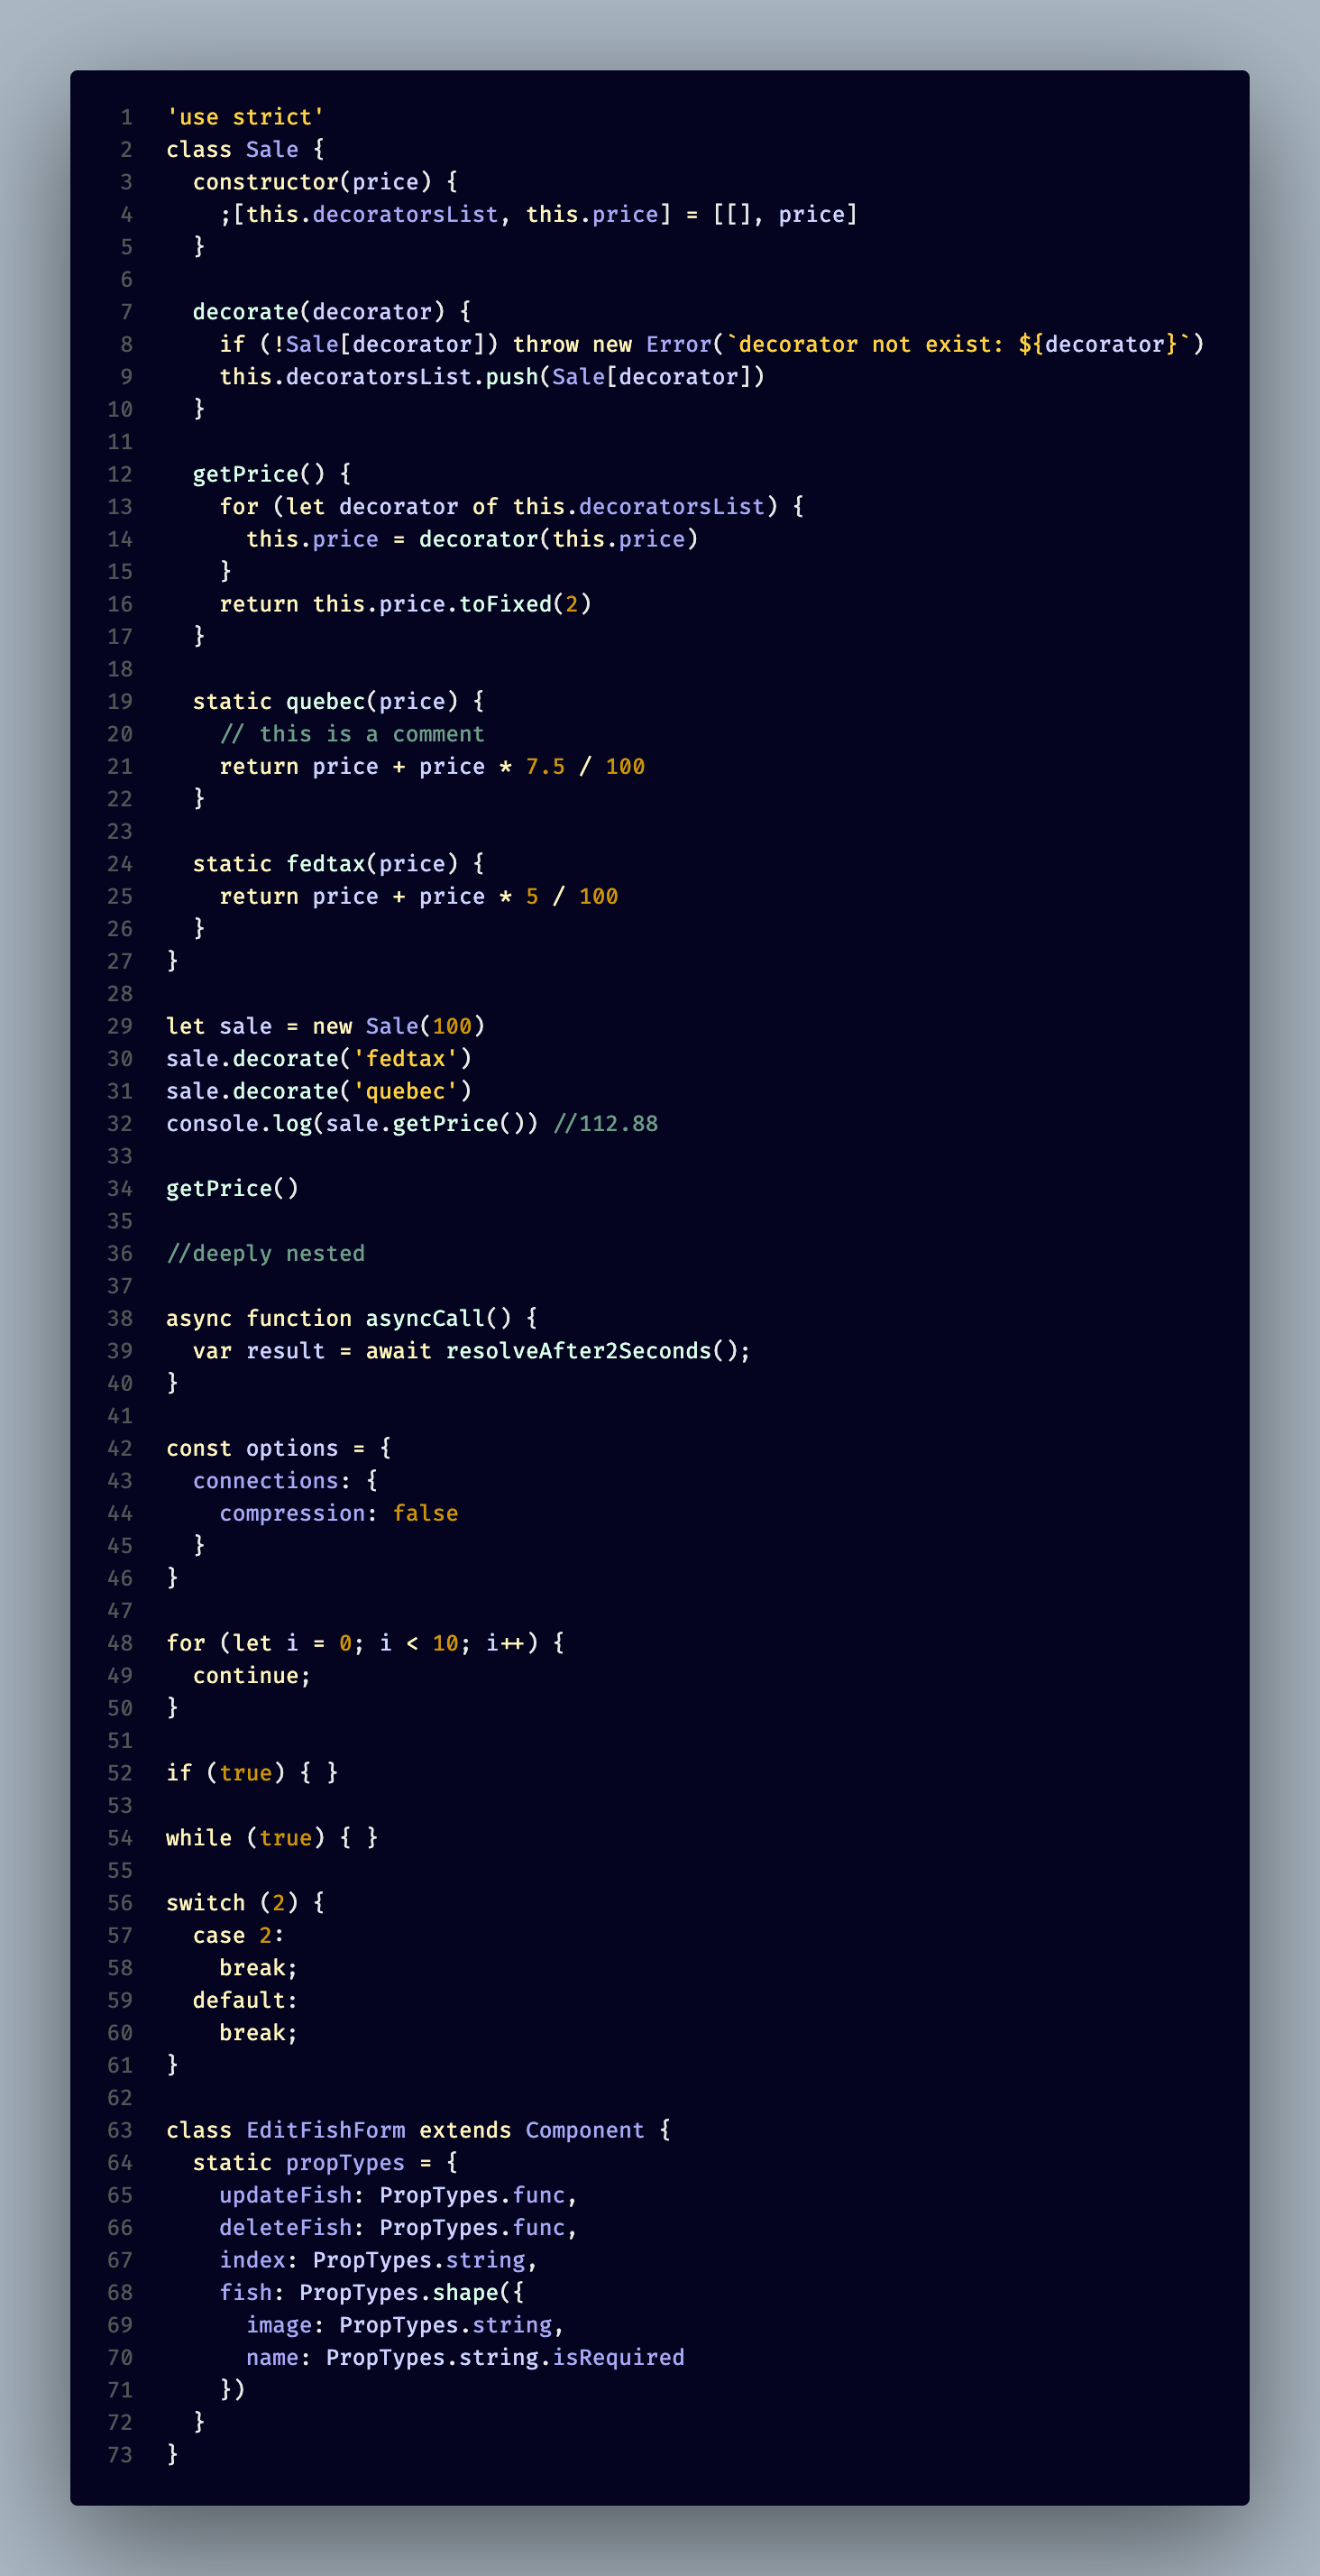 1 'use strict'
2 class Sale {
3   constructor(price) {
4     ;[this.decoratorsList, this.price] = [[], price]
5   }
6
7   decorate(decorator) {
8     if (!Sale[decorator]) throw new Error(`decorator not exist: ${decorator}`)
9     this.decoratorsList.push(Sale[decorator])
10   }
11
12   getPrice() {
13     for (let decorator of this.decoratorsList) {
14       this.price = decorator(this.price)
15     }
16     return this.price.toFixed(2)
17   }
18
19   static quebec(price) {
20     // this is a comment
21     return price + price * 7.5 / 100
22   }
23
24   static fedtax(price) {
25     return price + price * 5 / 100
26   }
27 }
28
29 let sale = new Sale(100)
30 sale.decorate('fedtax')
31 sale.decorate('quebec')
32 console.log(sale.getPrice()) //112.88
33
34 getPrice()
35
36 //deeply nested
37
38 async function asyncCall() {
39   var result = await resolveAfter2Seconds();
40 }
41
42 const options = {
43   connections: {
44     compression: false
45   }
46 }
47
48 for (let i = 0; i < 10; i++) {
49   continue;
50 }
51
52 if (true) { }
53
54 while (true) { }
55
56 switch (2) {
57   case 2:
58     break;
59   default:
60     break;
61 }
62
63 class EditFishForm extends Component {
64   static propTypes = {
65     updateFish: PropTypes.func,
66     deleteFish: PropTypes.func,
67     index: PropTypes.string,
68     fish: PropTypes.shape({
69       image: PropTypes.string,
70       name: PropTypes.string.isRequired
71     })
72   }
73 }